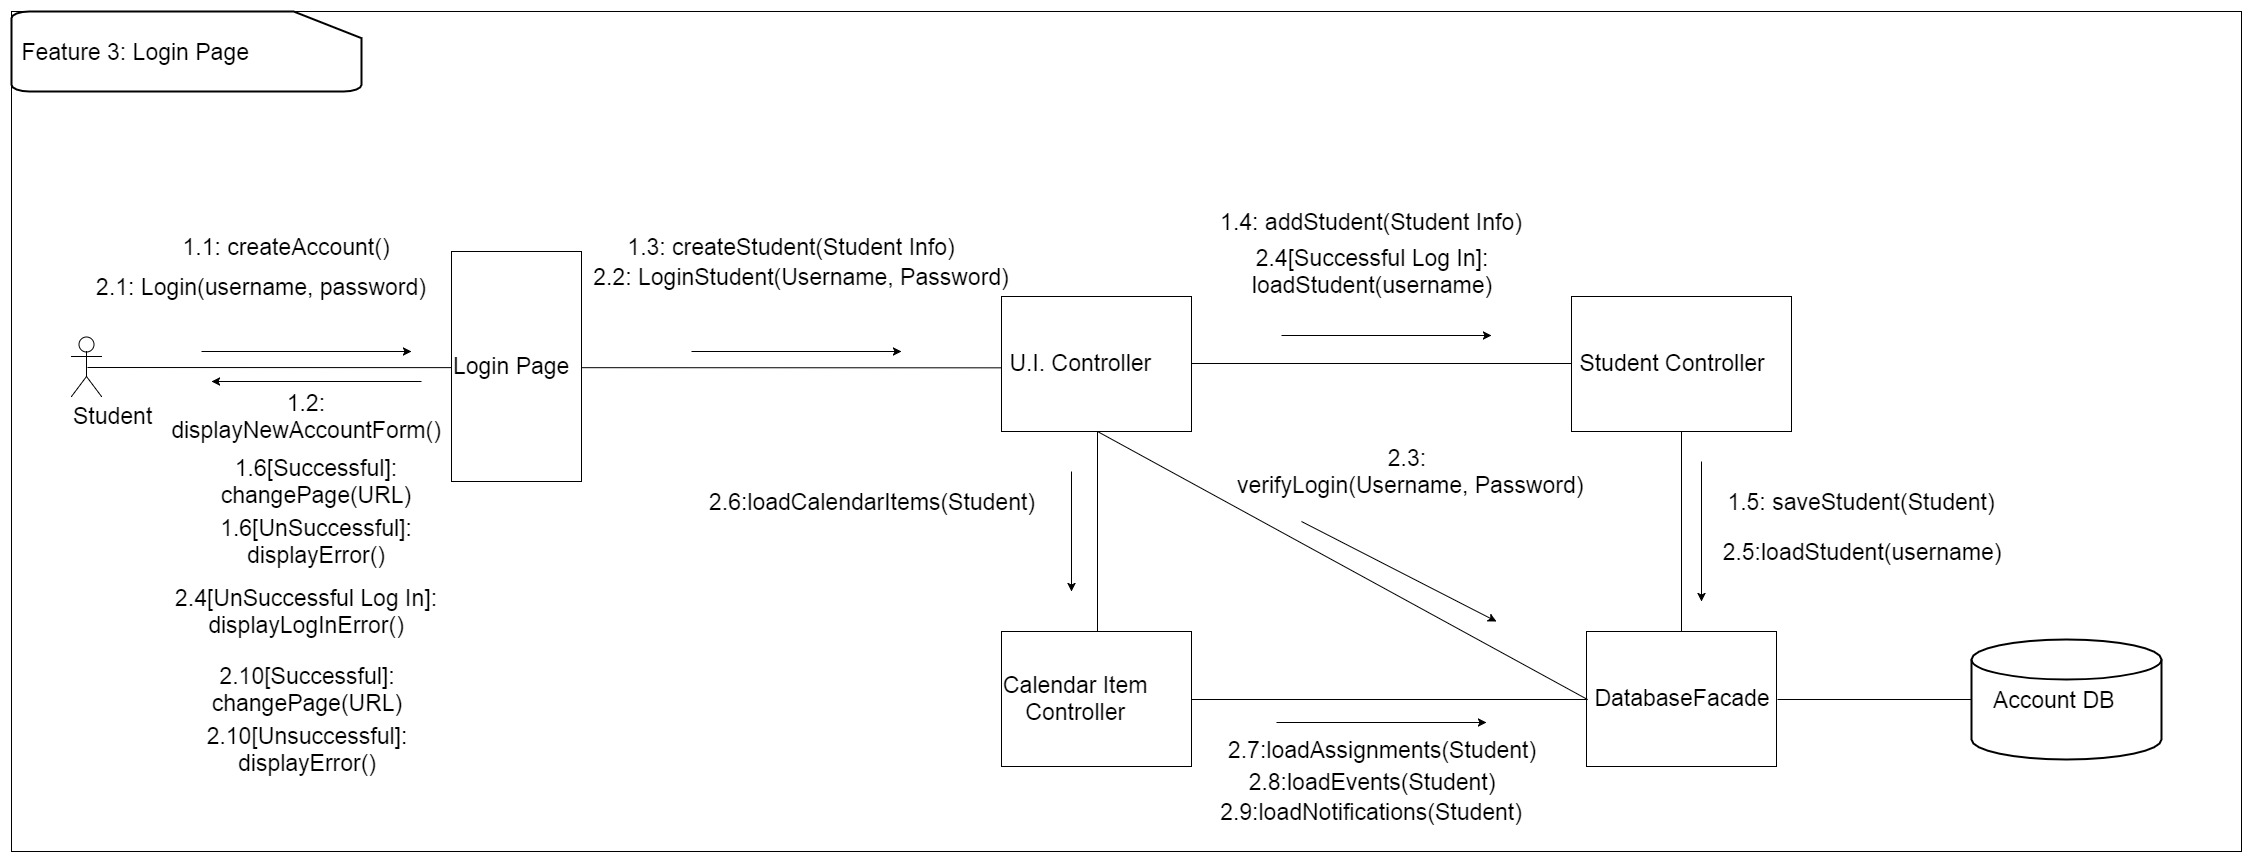 Feature 3: Login Page
1.1: createAccount()
2.1: Login(username, password)
Student
Login Page
1.2:
displayNewAccountForm()
1.6[Successful]:
changePage(URL)
1.6[UnSuccessful]:
displayError()
2.4[UnSuccessful Log In]:
displayLogInError()
2.10[Successful]:
changePage(URL)
2.10[Unsuccessful]:
displayError()
1.3: createStudent(Student Info)
2.2: LoginStudent(Username, Password)
U.I. Controller
1.4: addStudent(Student Info)
2.4[Successful Log In]:
loadStudent(username)
Student Controller
2.6:loadCalendarItems(Student)
2.3:
verifyLogin(Username, Password)
1.5: saveStudent(Student)
2.5:loadStudent(username)
Calendar Item
Controller
2.7:loadAssignments(Student)
2.8:loadEvents(Student)
2.9:loadNotifications(Student)
DatabaseFacade
Account DB